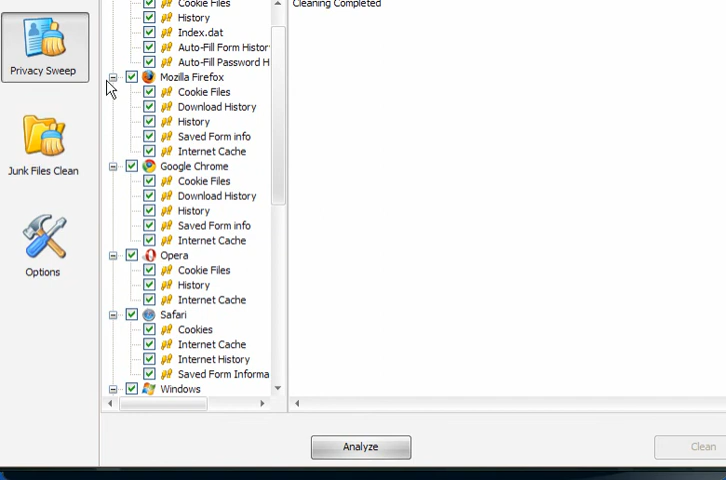 Privacy Sweep
Junk Files Clean
Options
Cookie Files
History
Index.dat
Auto-Fill Form Histor
Auto-Fill Password H
Mozilla Firefox
Cookie Files
Download History
History
Saved Form info
Internet Cache
Google Chrome
Cookie Files
Download History
History
Saved Form info
Internet Cache
Opera
Cookie Files
History
Internet Cache
Safari
Cookies
Internet Cache
Internet History
Saved Form Informa
Windows
Cleaning Completed
Analyze
Clean